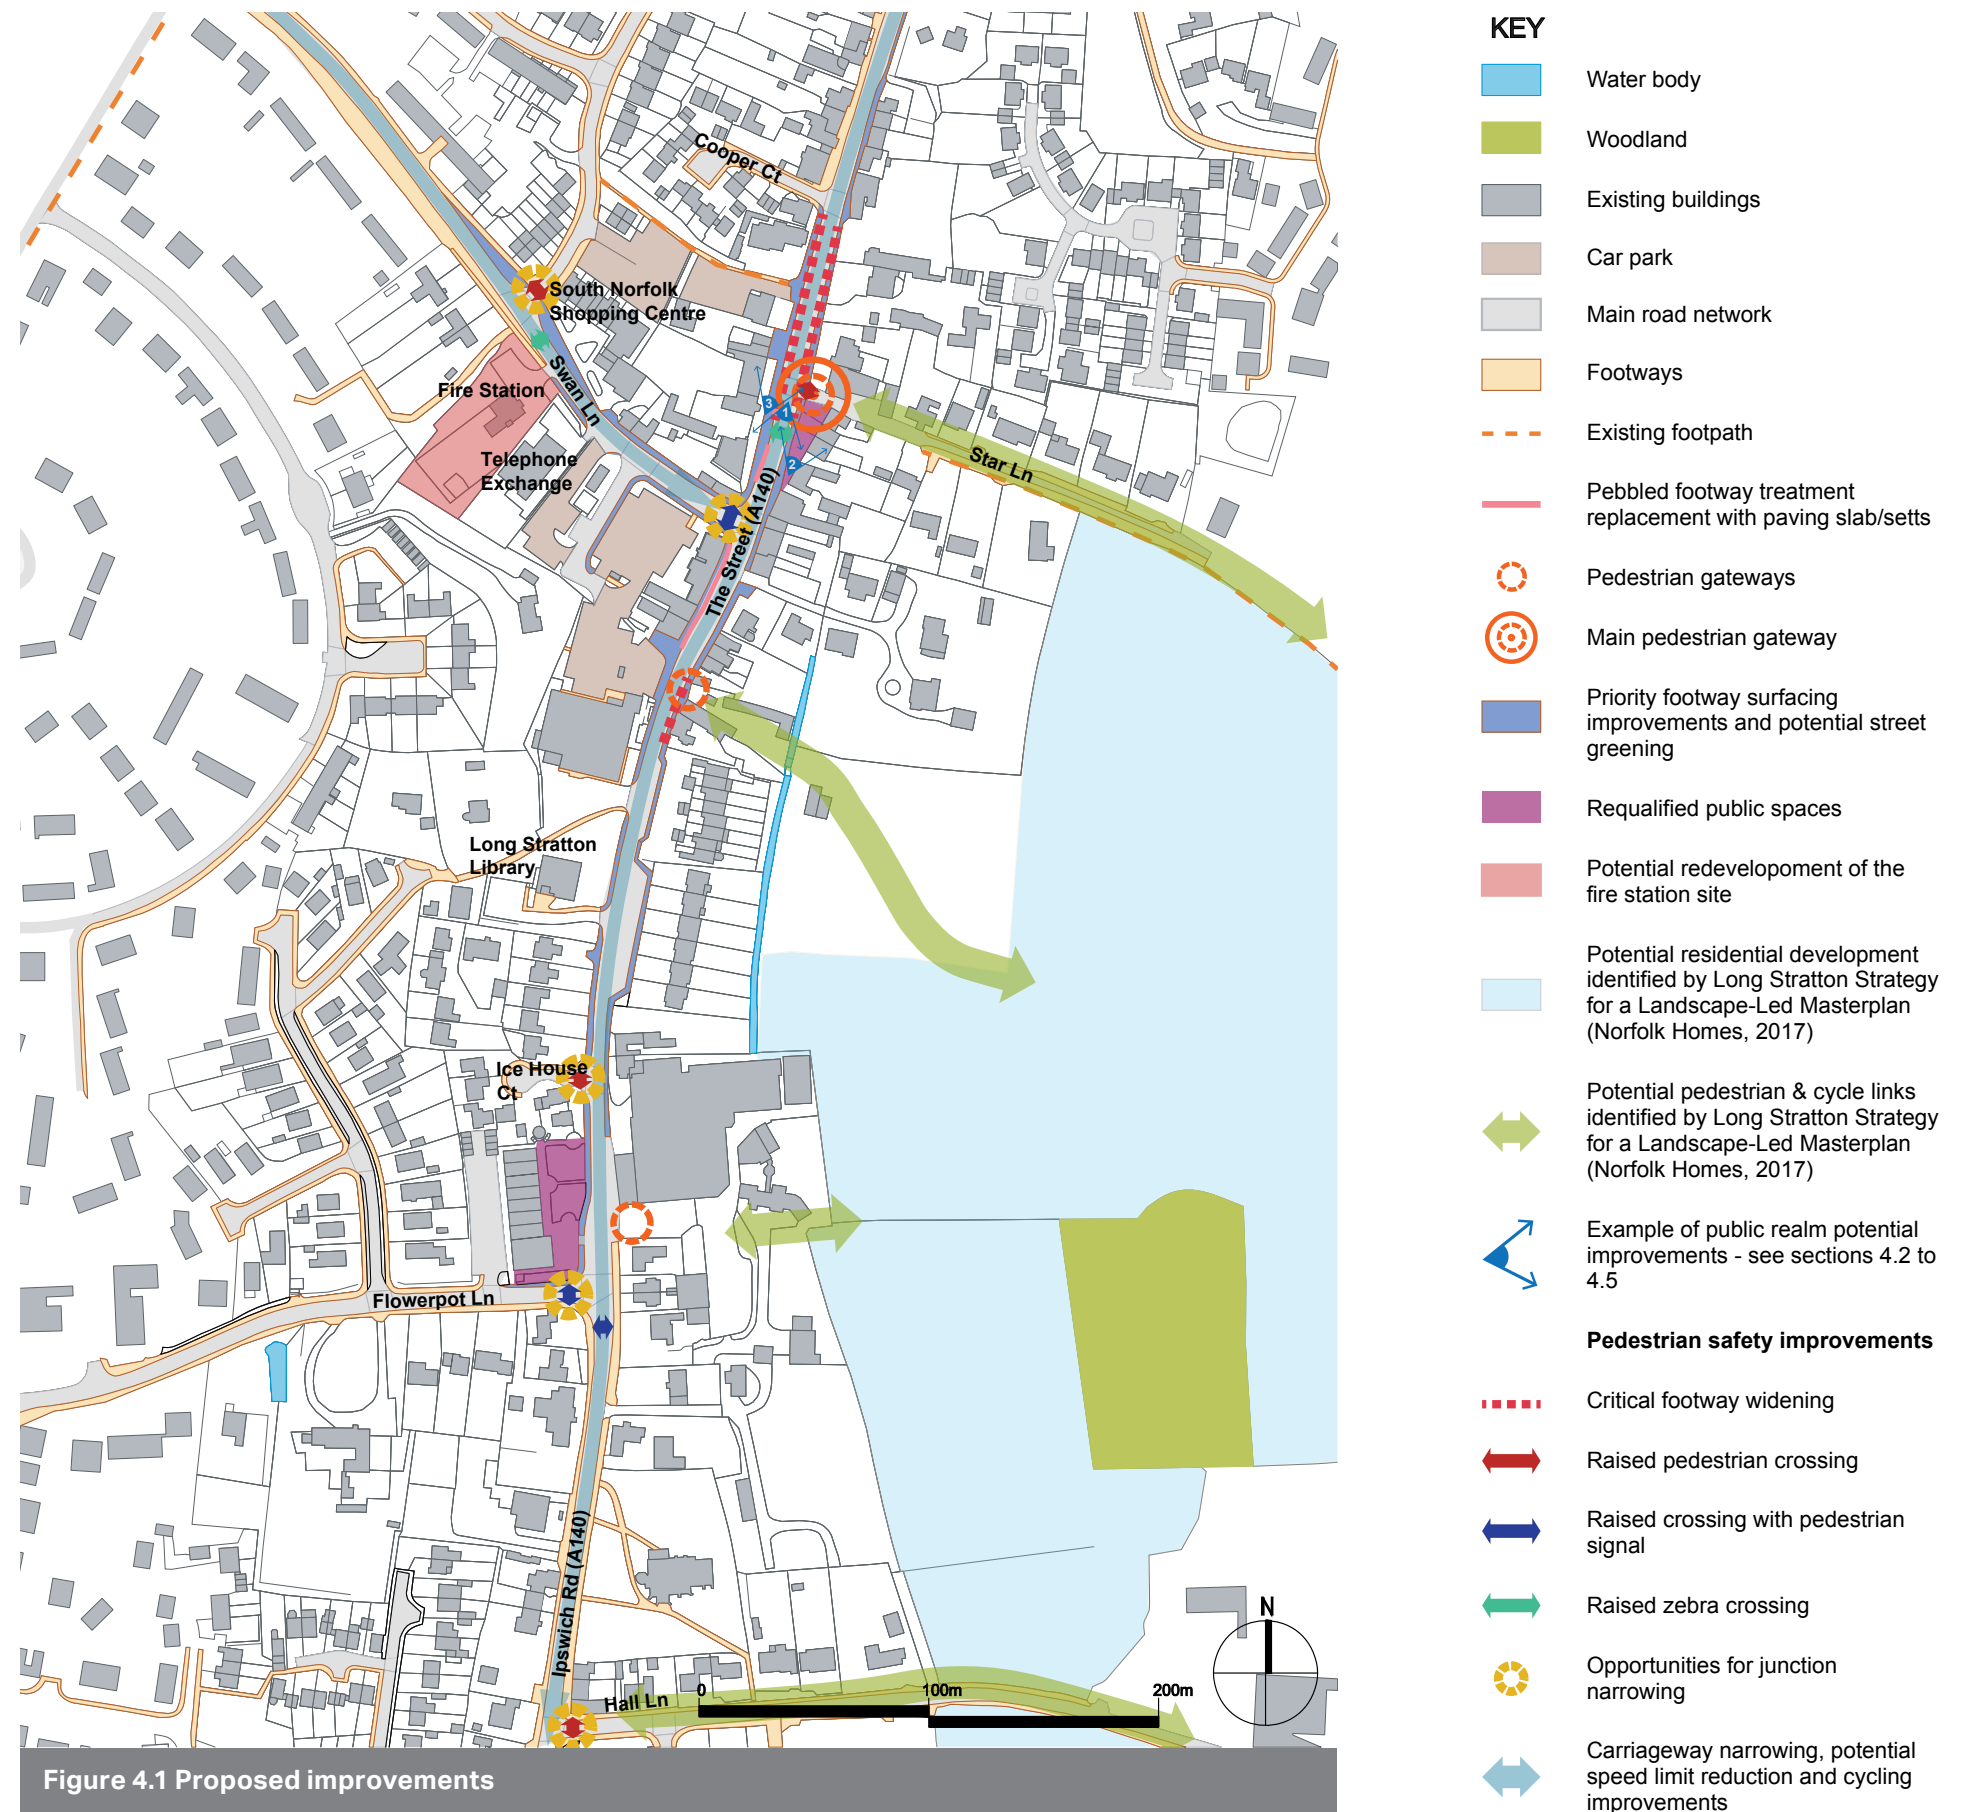 Cooper Ct
South Norfolk
Shopping Centre
Fire Station
Swan Ln
Telephone
Exchange
3
1
2
Star Ln
The Street (A140)
Long Stratton
Library
Ice House
Ct
Flowerpot Ln
Ipswich Rd (A140)
Hall Ln
0
100m
200m
N
Figure 4.1 Proposed improvements
KEY
Water body
Woodland
Existing buildings
Car park
Main road network
Footways
Existing footpath
Pebbled footway treatment
replacement with paving slab/setts
Pedestrian gateways
Main pedestrian gateway
Priority footway surfacing
improvements and potential street
greening
Requalified public spaces
Potential redevelopoment of the
fire station site
Potential residential development
identified by Long Stratton Strategy
for a Landscape-Led Masterplan
(Norfolk Homes, 2017)
Potential pedestrian & cycle links
identified by Long Stratton Strategy
for a Landscape-Led Masterplan
(Norfolk Homes, 2017)
Example of public realm potential
improvements - see sections 4.2 to
4.5
Pedestrian safety improvements
Critical footway widening
Raised pedestrian crossing
Raised crossing with pedestrian
signal
Raised zebra crossing
Opportunities for junction
narrowing
Carriageway narrowing, potential
speed limit reduction and cycling
improvements